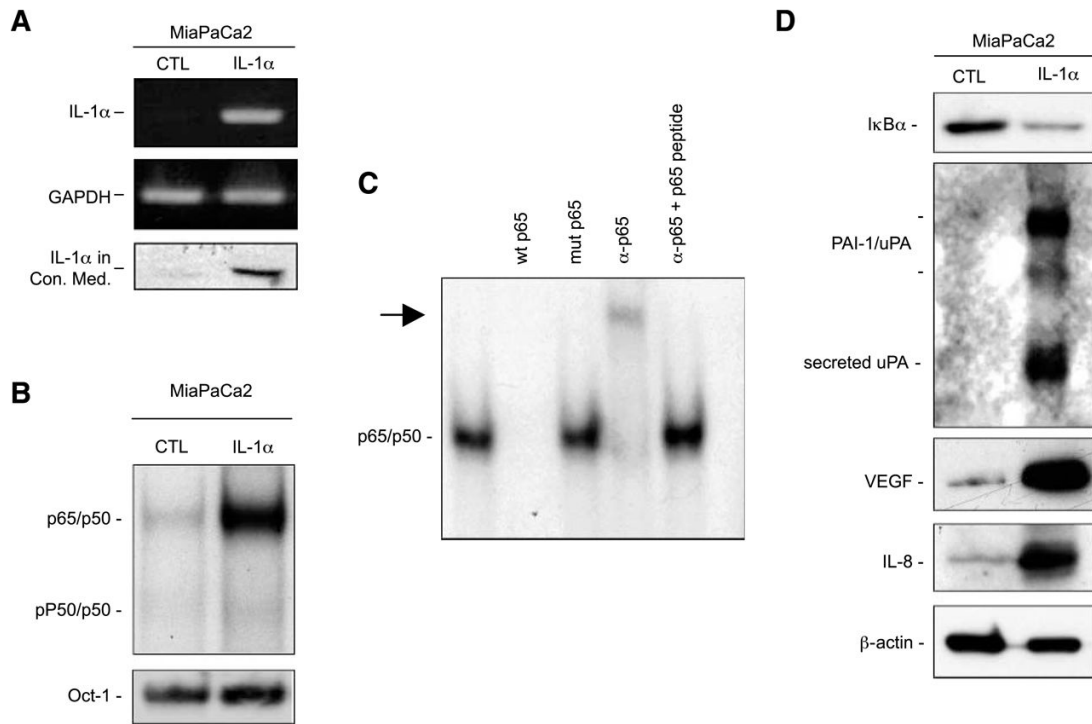 A
MiaPaCa2
CTL IL-1α
IL-1α
GAPDH
IL-1α in
Con. Med.
B
MiaPaCa2
CTL IL-1α
p65/p50 -
pP50/p50 -
Oct-1 -
C
wt p65
mut p65
α-p65
α-p65 + p65 peptide
p65/p50 -
D
MiaPaCa2
CTL IL-1α
IκBα -
PAI-1/uPA
secreted uPA -
VEGF -
IL-8 -
β-actin -